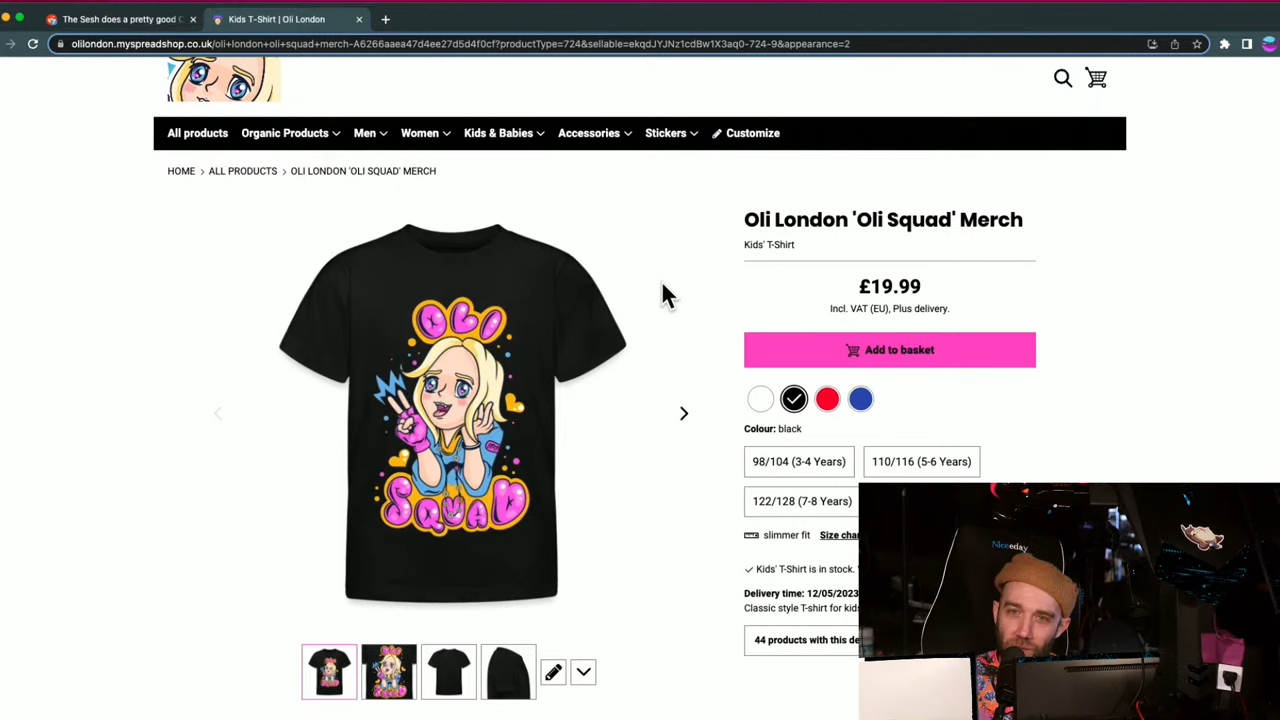 The Sesh does a pretty good
Kids T-Shirt | Oli London
olilondon.myspreadshop.co.uk/oli+london+oli+squad+merch-A6266aaea47d4ee27d5d4f0cf?productType=724&sellable=ekqdJYJNz1cdBw1X3aq0-724-9&appearance=2
All products Organic Products Men Women Kids & Babies Accessories Stickers Customize
HOME > ALL PRODUCTS > OLI LONDON 'OLI SQUAD' MERCH
OLI
SQUAD
Oli London 'Oli Squad' Merch
Kids' T-Shirt
£19.99
Incl. VAT (EU), Plus delivery.
Add to basket
Colour: black
98/104 (3-4 Years) 110/116 (5-6 Years)
122/128 (7-8 Years)
slimmer fit Size
Kids' T-Shirt is in stock.
Delivery time: 12/05/2023
Classic style T-shirt for
44 products with this
Niceeday